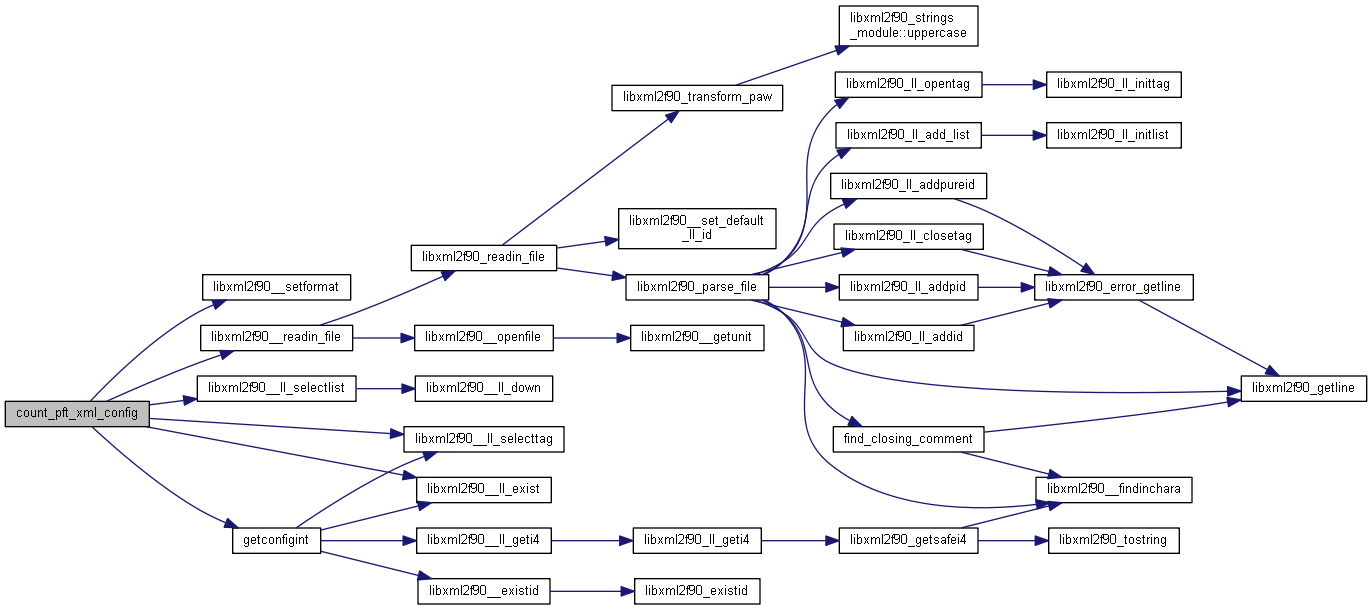 libxml2f90_strings
_module::uppercase
libxml2f90_transform_paw
libxml2f90_ll_opentag
libxml2f90_ll_inittag
libxml2f90_ll_add_list
libxml2f90_ll_initlist
libxml2f90_ll_addpureid
libxml2f90__set_default
_ll_id
libxml2f90_ll_closetag
libxml2f90_readin_file
libxml2f90__setformat
libxml2f90_parse_file
libxml2f90_ll_addpid
libxml2f90_error_getline
libxml2f90__readin_file
libxml2f90__openfile
libxml2f90__getunit
libxml2f90_ll_addid
libxml2f90__ll_selectlist
libxml2f90__ll_down
libxml2f90_getline
count_pft_xml_config
libxml2f90__ll_selecttag
find_closing_comment
libxml2f90__ll_exist
libxml2f90__findinchara
getconfigint
libxml2f90__ll_geti4
libxml2f90_ll_geti4
libxml2f90_getsafei4
libxml2f90_tostring
libxml2f90__existid
libxml2f90_existid